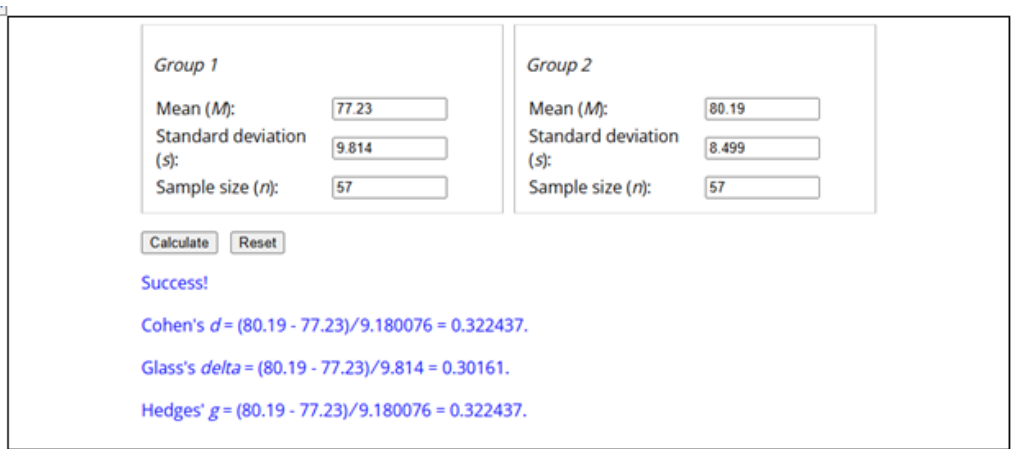 Group 1
Mean (M): 77.23
Standard deviation
(s): 9.814
Sample size (n): 57
Group 2
Mean (M): 80.19
Standard deviation
(s): 8.499
Sample size (n): 57
Calculate Reset
Success!
Cohen's d = (80.19 - 77.23)/9.180076 = 0.322437.
Glass's delta = (80.19 - 77.23)/9.814 = 0.30161.
Hedges' g = (80.19 - 77.23)/9.180076 = 0.322437.